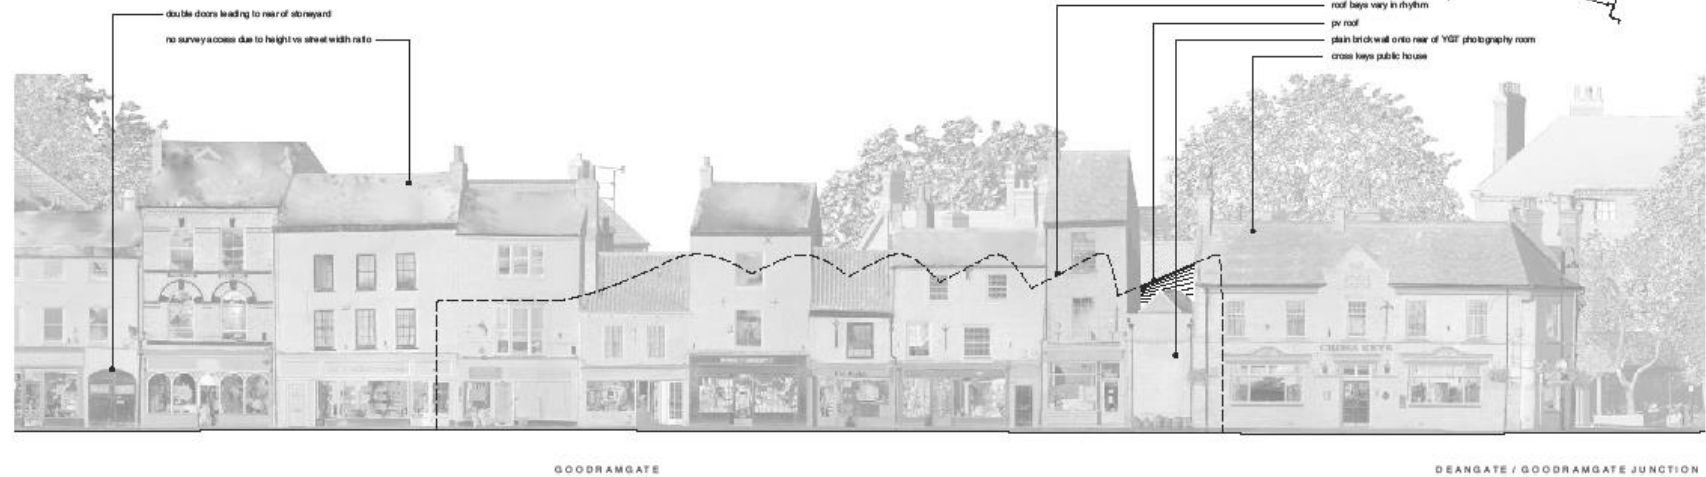 double doors leading to rear of stoneyard
no survey access due to height vs street width ratio
roof bays vary in rhythm
pv roof
plain brick wall onto rear of YGT photography room
cross keys public house
CROSS KEYS
GOODRAMGATE
DEANGATE / GOODRAMGATE JUNCTION